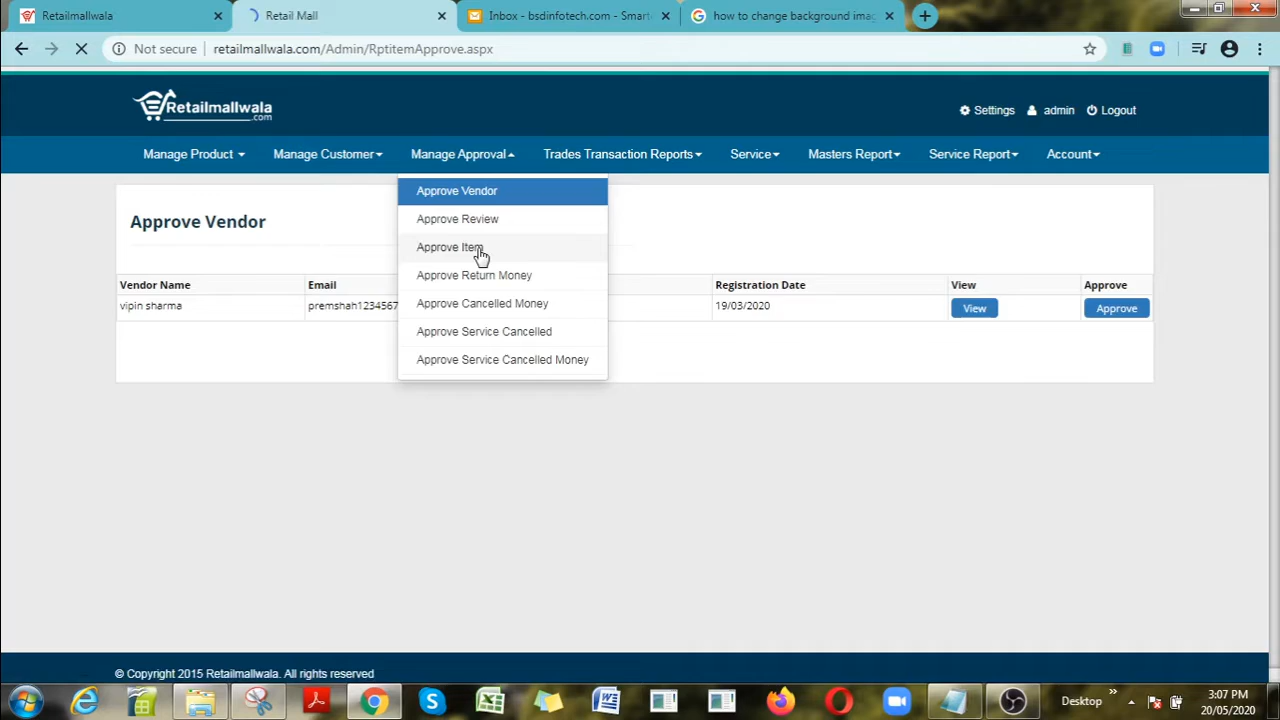 Retailmallwala
Retail Mall
Inbox - bsdinfotech.com - Smart
how to change background imag
Not secure
retailmallwala.com/Admin/RptitemApprove.aspx
Retailmallwala
.com
Settings
admin
Logout
Manage Product
Manage Customer
Manage Approval
Trades Transaction Reports
Service
Masters Report
Service Report
Account
Approve Vendor
Approve Review
Approve Item
Approve Return Money
Approve Cancelled Money
Approve Service Cancelled
Approve Service Cancelled Money
Approve Vendor
Vendor Name
Email
Registration Date
View
Approve
vipin sharma
premshah1234567
19/03/2020
View
Approve
© Copyright 2015 Retailmallwala. All rights reserved
Desktop
3:07 PM
20/05/2020